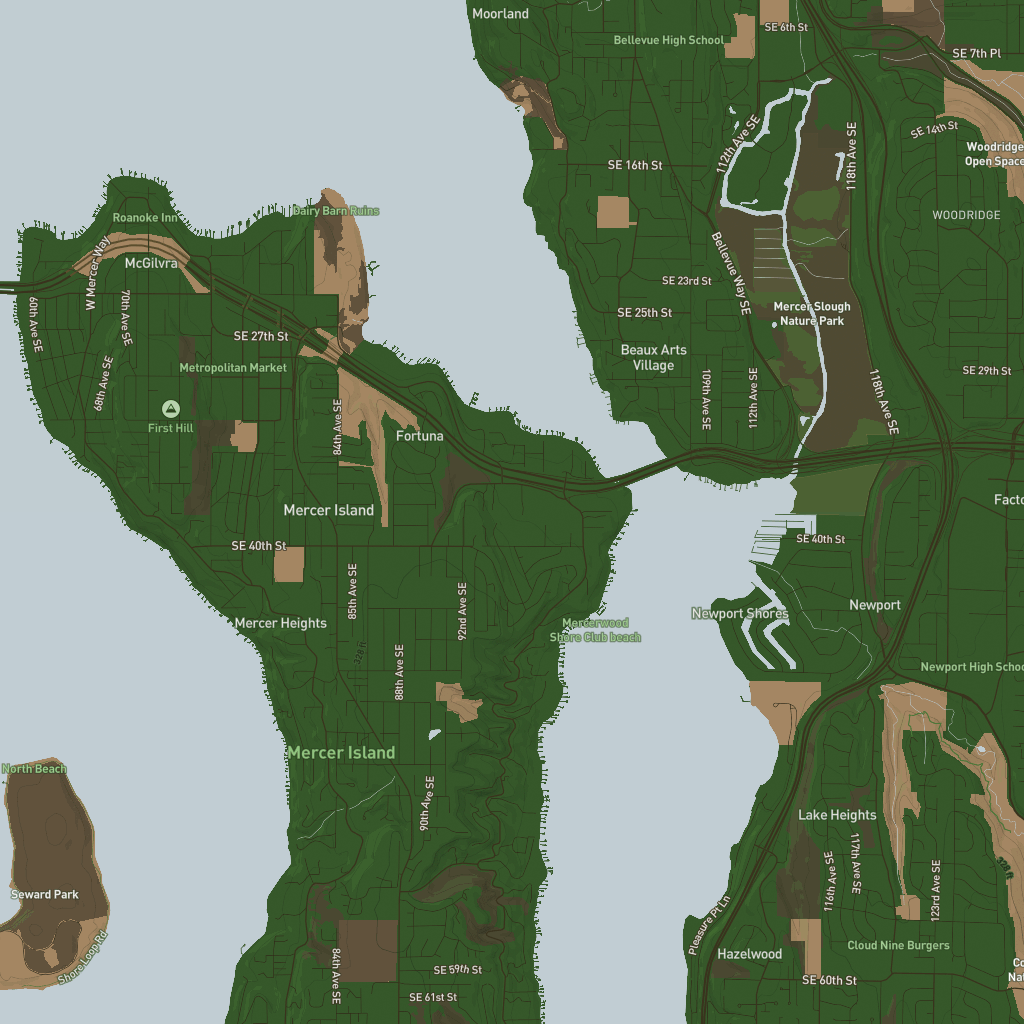 Moorland
SE 6th St
Bellevue High School
SE 7th Pl
112th Ave SE
118th Ave SE
SE 14th St
Woodridge
Open Space
SE 16th St
Dairy Barn Ruins
Roanoke Inn
WOODRIDGE
W Mercer Way
McGilvra
Bellevue Way SE
SE 23rd St
60th Ave SE
70th Ave SE
Mercer Slough
Nature Park
SE 25th St
SE 27th St
Beaux Arts
Village
Metropolitan Market
68th Ave SE
109th Ave SE
112th Ave SE
118th Ave SE
SE 29th St
First Hill
84th Ave SE
Fortuna
Mercer Island
Facto
SE 40th St
SE 40th St
85th Ave SE
92nd Ave SE
Newport
Newport Shores
Mercer Heights
Mercerwood
Shore Club beach
328 ft
88th Ave SE
Newport High Schoo
Mercer Island
North Beach
90th Ave SE
Lake Heights
117th Ave SE
116th Ave SE
123rd Ave SE
328 ft
Seward Park
Pleasure Pt Ln
Shore Loop Rd
Cloud Nine Burgers
Hazelwood
84th Ave SE
SE 59th St
SE 60th St
Co
Nat
SE 61st St